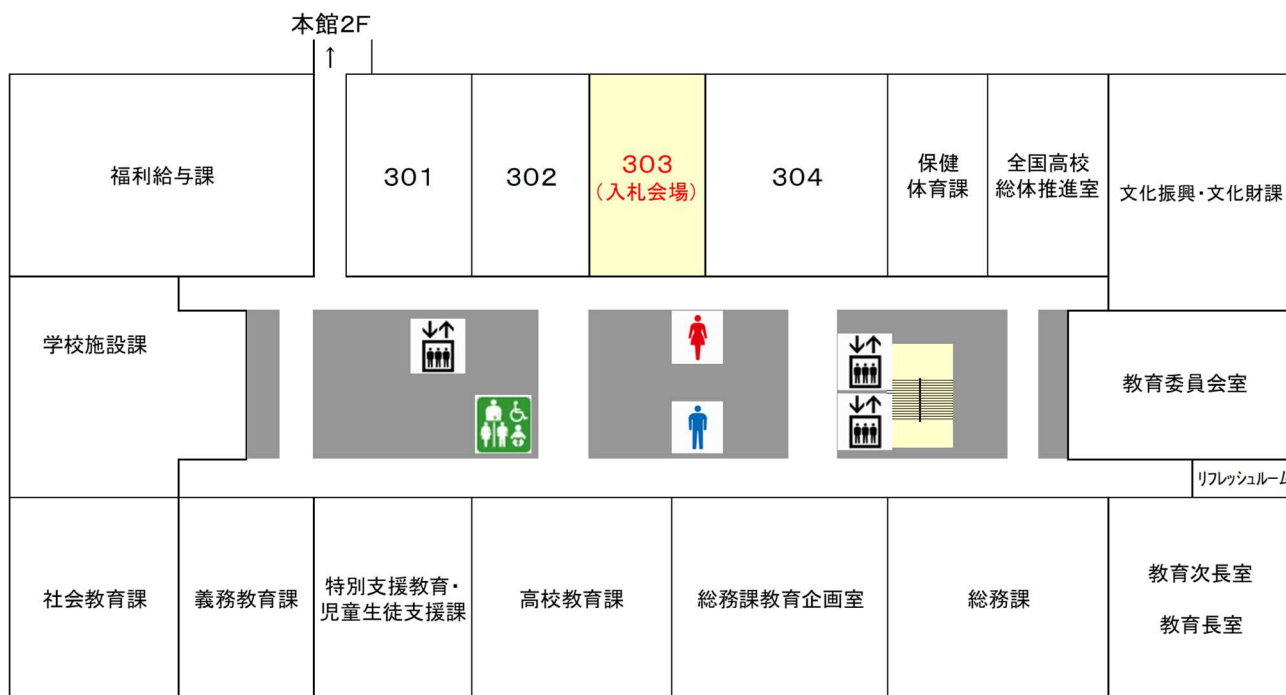 本館2F
↑
福利給与課
301
302
303
(入札会場)
304
保健
体育課
全国高校
総体推進室
文化振興・文化財課
学校施設課
教育委員会室
リフレッシュルーム
社会教育課
義務教育課
特別支援教育・
児童生徒支援課
高校教育課
総務課教育企画室
総務課
教育次長室
教育長室